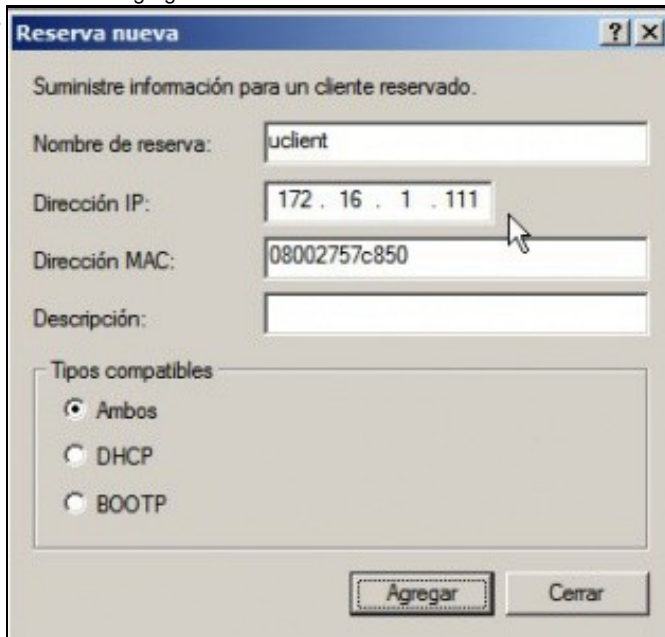 Reserva nueva
Suministre información para un cliente reservado.
Nombre de reserva: uclient
Dirección IP: 172 . 16 . 1 . 111
Dirección MAC: 08002757c850
Descripción:
Tipos compatibles
Ambos
DHCP
BOOTP
Agregar Cerrar